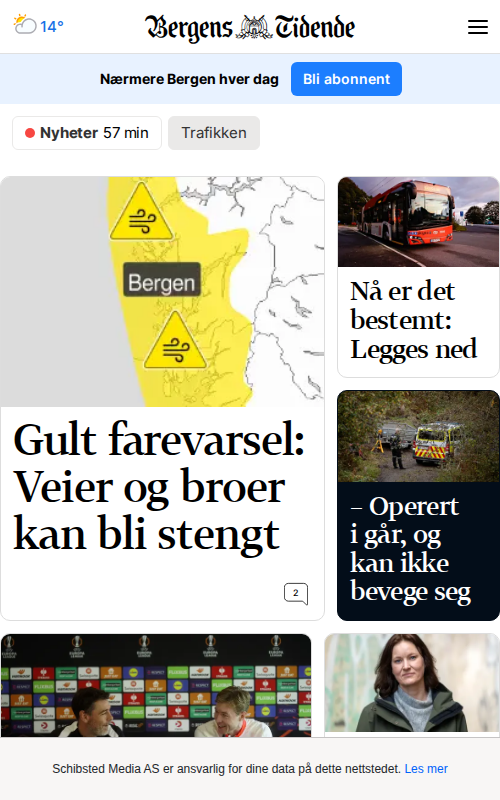 14°
Bergens Tidende
Nærmere Bergen hver dag
Bli abonnent
Nyheter 57 min
Trafikken
Bergen
Gult farevarsel:
Veier og broer
kan bli stengt
2
Nå er det
bestemt:
Legges ned
– Operert
i går, og
kan ikke
bevege seg
Schibsted Media AS er ansvarlig for dine data på dette nettstedet. Les mer